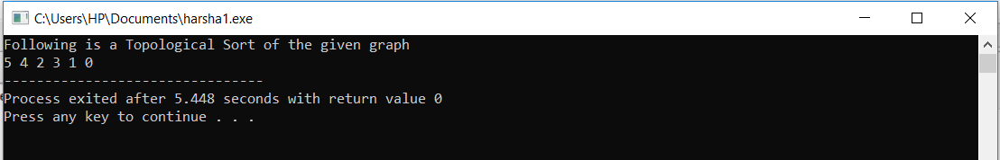 C:\Users\HP\Documents\harsha1.exe
Following is a Topological Sort of the given graph
5 4 2 3 1 0
--------------------------------
Process exited after 5.448 seconds with return value 0
Press any key to continue . . .